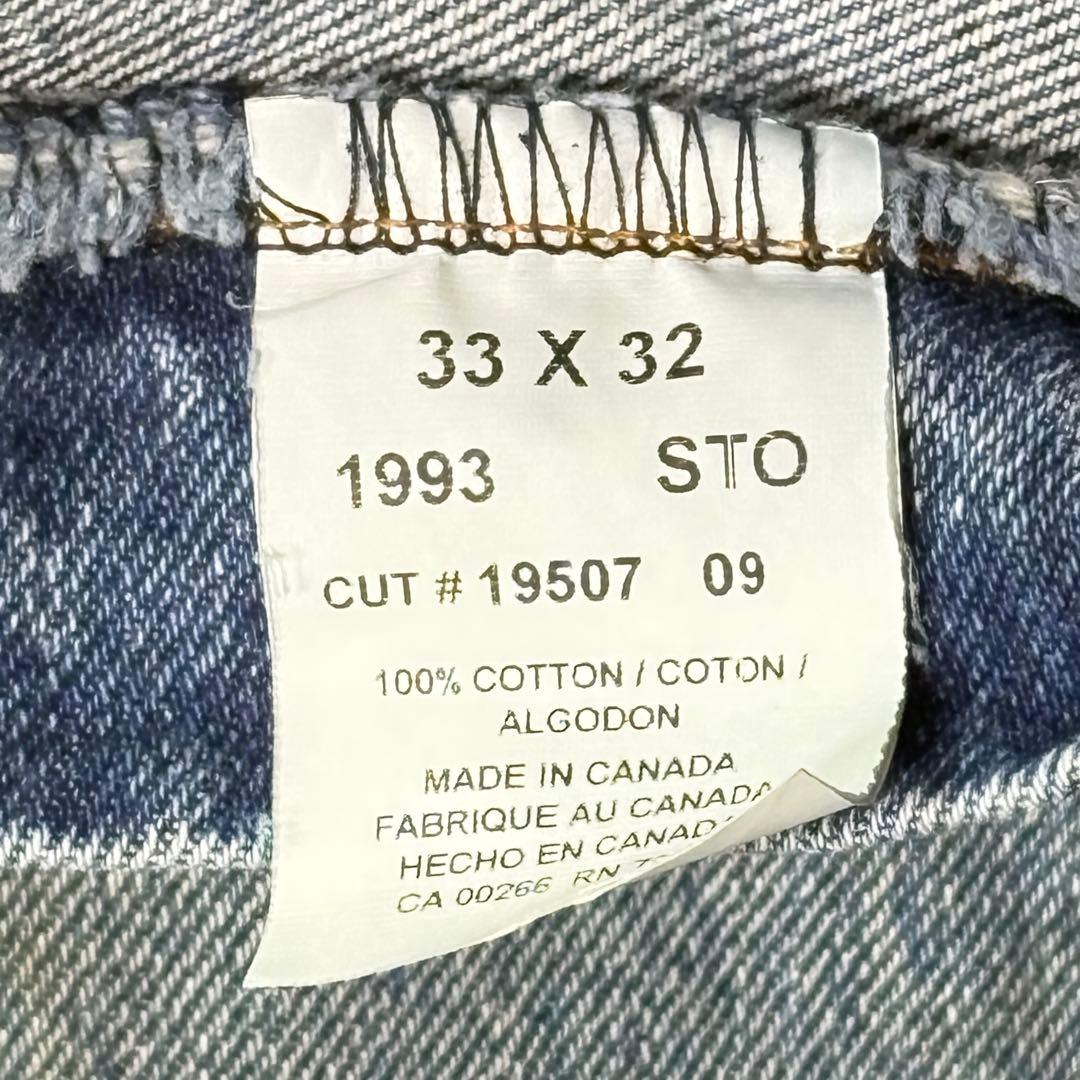 33 X 32
1993 STO
CUT # 19507 09
100% COTTON / COTON /
ALGODON
MADE IN CANADA
FABRIQUE AU CANADA
HECHO EN
CA 00266 RN